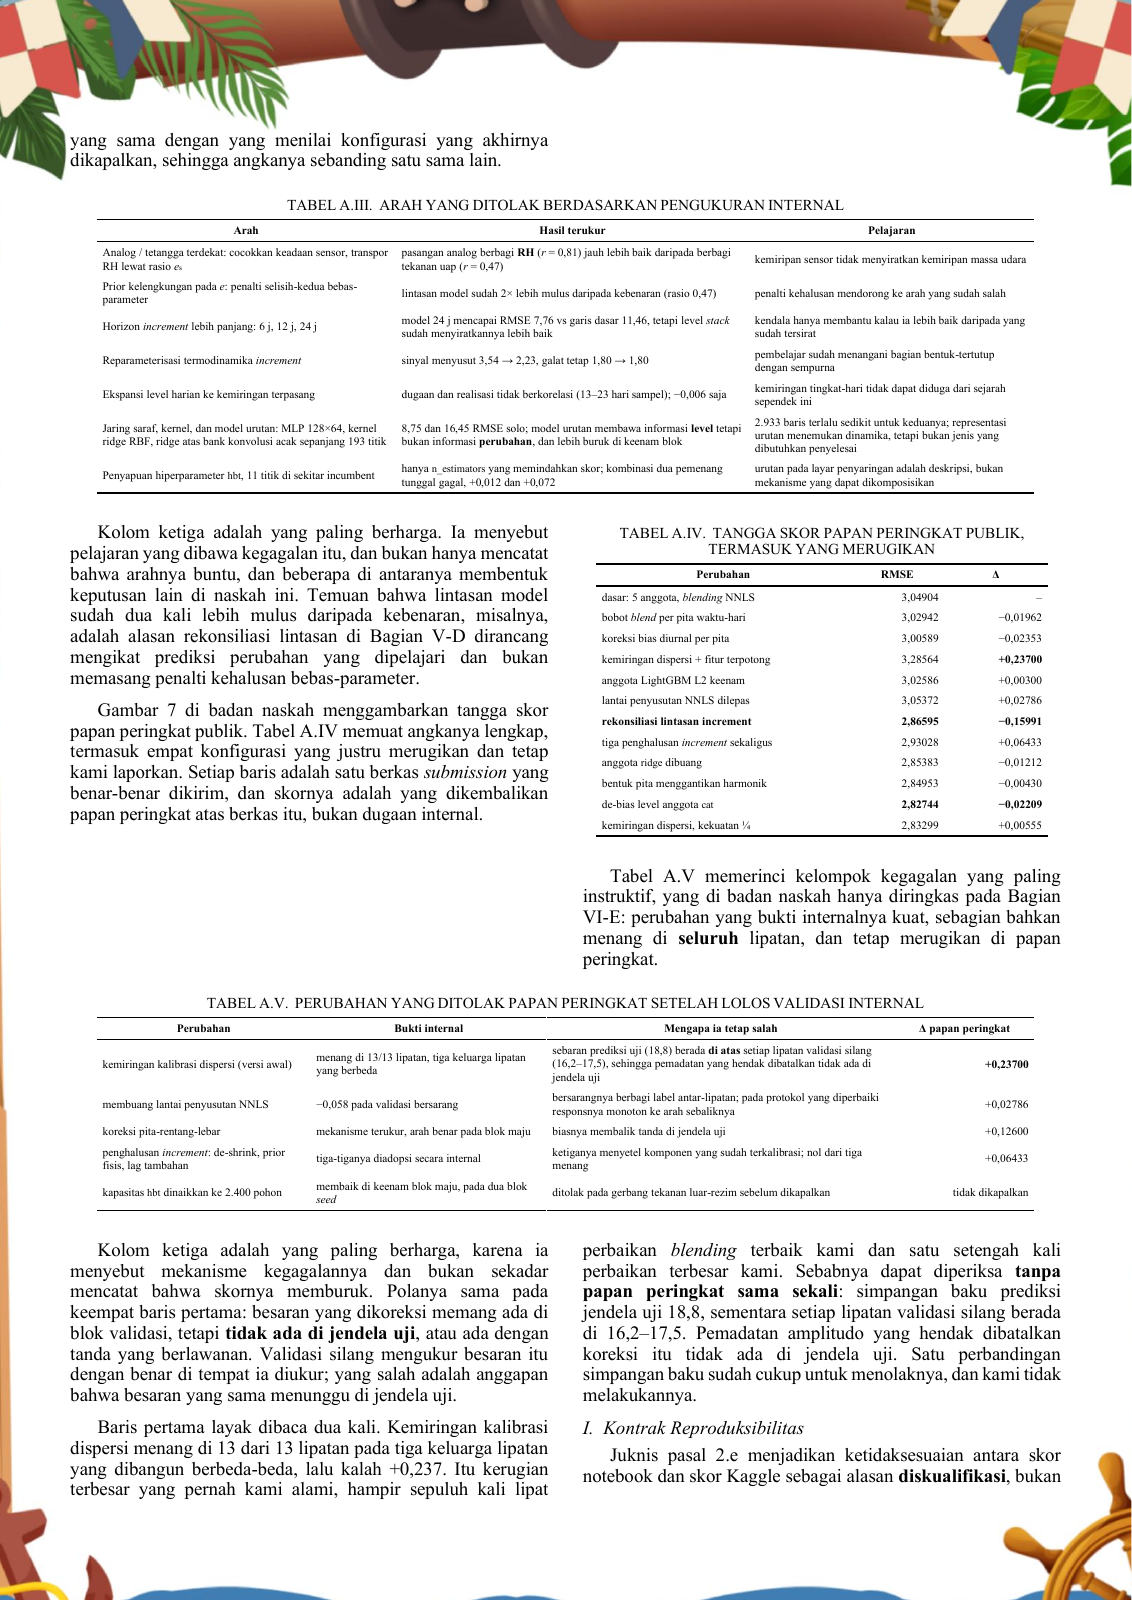 yang sama dengan yang menilai konfigurasi yang akhirnya
dikapalkan, sehingga angkanya sebanding satu sama lain.
TABEL A.III. ARAH YANG DITOLAK BERDASARKAN PENGUKURAN INTERNAL
Arah Hasil terukur Pelajaran
Analog / tetangga terdekat: cocokkan keadaan sensor, transpor
RH lewat rasio eₛ
pasangan analog berbagi RH (r = 0,81) jauh lebih baik daripada berbagi
tekanan uap (r = 0,47)
kemiripan sensor tidak menyiratkan kemiripan massa udara
Prior kelengkungan pada e: penalti selisih-kedua bebas-
parameter
lintasan model sudah 2× lebih mulus daripada kebenaran (rasio 0,47)
penalti kehalusan mendorong ke arah yang sudah salah
Horizon increment lebih panjang: 6 j, 12 j, 24 j
model 24 j mencapai RMSE 7,76 vs garis dasar 11,46, tetapi level stack
sudah menyiratkannya lebih baik
kendala hanya membantu kalau ia lebih baik daripada yang
sudah tersirat
Reparameterisasi termodinamika increment
sinyal menyusut 3,54 → 2,23, galat tetap 1,80 → 1,80
pembelajar sudah menangani bagian bentuk-tertutup
dengan sempurna
Ekspansi level harian ke kemiringan terpasang
dugaan dan realisasi tidak berkorelasi (13–23 hari sampel); −0,006 saja
kemiringan tingkat-hari tidak dapat diduga dari sejarah
sependek ini
Jaring saraf, kernel, dan model urutan: MLP 128×64, kernel
ridge RBF, ridge atas bank konvolusi acak sepanjang 193 titik
8,75 dan 16,45 RMSE solo; model urutan membawa informasi level tetapi
bukan informasi perubahan, dan lebih buruk di keenam blok
2.933 baris terlalu sedikit untuk keduanya; representasi
urutan menemukan dinamika, tetapi bukan jenis yang
dibutuhkan penyelesai
Penyapuan hiperparameter hbt, 11 titik di sekitar incumbent
hanya n_estimators yang memindahkan skor; kombinasi dua pemenang
tunggal gagal, +0,012 dan +0,072
urutan pada layar penyaringan adalah deskripsi, bukan
mekanisme yang dapat dikomposisikan
Kolom ketiga adalah yang paling berharga. Ia menyebut
pelajaran yang dibawa kegagalan itu, dan bukan hanya mencatat
bahwa arahnya buntu, dan beberapa di antaranya membentuk
keputusan lain di naskah ini. Temuan bahwa lintasan model
sudah dua kali lebih mulus daripada kebenaran, misalnya,
adalah alasan rekonsiliasi lintasan di Bagian V-D dirancang
mengikat prediksi perubahan yang dipelajari dan bukan
memasang penalti kehalusan bebas-parameter.
Gambar 7 di badan naskah menggambarkan tangga skor
papan peringkat publik. Tabel A.IV memuat angkanya lengkap,
termasuk empat konfigurasi yang justru merugikan dan tetap
kami laporkan. Setiap baris adalah satu berkas submission yang
benar-benar dikirim, dan skornya adalah yang dikembalikan
papan peringkat atas berkas itu, bukan dugaan internal.
TABEL A.IV. TANGGA SKOR PAPAN PERINGKAT PUBLIK,
TERMASUK YANG MERUGIKAN
Perubahan RMSE Δ
dasar: 5 anggota, blending NNLS 3,04904 –
bobot blend per pita waktu-hari 3,02942 −0,01962
koreksi bias diurnal per pita 3,00589 −0,02353
kemiringan dispersi + fitur terpotong 3,28564 +0,23700
anggota LightGBM L2 keenam 3,02586 +0,00300
lantai penyusutan NNLS dilepas 3,05372 +0,02786
rekonsiliasi lintasan increment 2,86595 −0,15991
tiga penghalusan increment sekaligus 2,93028 +0,06433
anggota ridge dibuang 2,85383 −0,01212
bentuk pita menggantikan harmonik 2,84953 −0,00430
de-bias level anggota cat 2,82744 −0,02209
kemiringan dispersi, kekuatan ¼ 2,83299 +0,00555
Tabel A.V memerinci kelompok kegagalan yang paling
instruktif, yang di badan naskah hanya diringkas pada Bagian
VI-E: perubahan yang bukti internalnya kuat, sebagian bahkan
menang di seluruh lipatan, dan tetap merugikan di papan
peringkat.
TABEL A.V. PERUBAHAN YANG DITOLAK PAPAN PERINGKAT SETELAH LOLOS VALIDASI INTERNAL
Perubahan Bukti internal Mengapa ia tetap salah Δ papan peringkat
kemiringan kalibrasi dispersi (versi awal)
menang di 13/13 lipatan, tiga keluarga lipatan
yang berbeda
sebaran prediksi uji (18,8) berada di atas setiap lipatan validasi silang
(16,2–17,5), sehingga pemadatan yang hendak dibatalkan tidak ada di
jendela uji
+0,23700
membuang lantai penyusutan NNLS
−0,058 pada validasi bersarang
bersarangnya berbagi label antar-lipatan; pada protokol yang diperbaiki
responsnya monoton ke arah sebaliknya
+0,02786
koreksi pita-rentang-lebar
mekanisme terukur, arah benar pada blok maju
biasnya membalik tanda di jendela uji
+0,12600
penghalusan increment: de-shrink, prior
fisis, lag tambahan
tiga-tiganya diadopsi secara internal
ketiganya menyetel komponen yang sudah terkalibrasi; nol dari tiga
menang
+0,06433
kapasitas hbt dinaikkan ke 2.400 pohon
membaik di keenam blok maju, pada dua blok
seed
ditolak pada gerbang tekanan luar-rezim sebelum dikapalkan
tidak dikapalkan
Kolom ketiga adalah yang paling berharga, karena ia
menyebut mekanisme kegagalannya dan bukan sekadar
mencatat bahwa skornya memburuk. Polanya sama pada
keempat baris pertama: besaran yang dikoreksi memang ada di
blok validasi, tetapi tidak ada di jendela uji, atau ada dengan
tanda yang berlawanan. Validasi silang mengukur besaran itu
dengan benar di tempat ia diukur; yang salah adalah anggapan
bahwa besaran yang sama menunggu di jendela uji.
Baris pertama layak dibaca dua kali. Kemiringan kalibrasi
dispersi menang di 13 dari 13 lipatan pada tiga keluarga lipatan
yang dibangun berbeda-beda, lalu kalah +0,237. Itu kerugian
terbesar yang pernah kami alami, hampir sepuluh kali lipat
perbaikan blending terbaik kami dan satu setengah kali
perbaikan terbesar kami. Sebabnya dapat diperiksa tanpa
papan peringkat sama sekali: simpangan baku prediksi
jendela uji 18,8, sementara setiap lipatan validasi silang berada
di 16,2–17,5. Pemadatan amplitudo yang hendak dibatalkan
koreksi itu tidak ada di jendela uji. Satu perbandingan
simpangan baku sudah cukup untuk menolaknya, dan kami tidak
melakukannya.
I. Kontrak Reproduksibilitas
Juknis pasal 2.e menjadikan ketidaksesuaian antara skor
notebook dan skor Kaggle sebagai alasan diskualifikasi, bukan